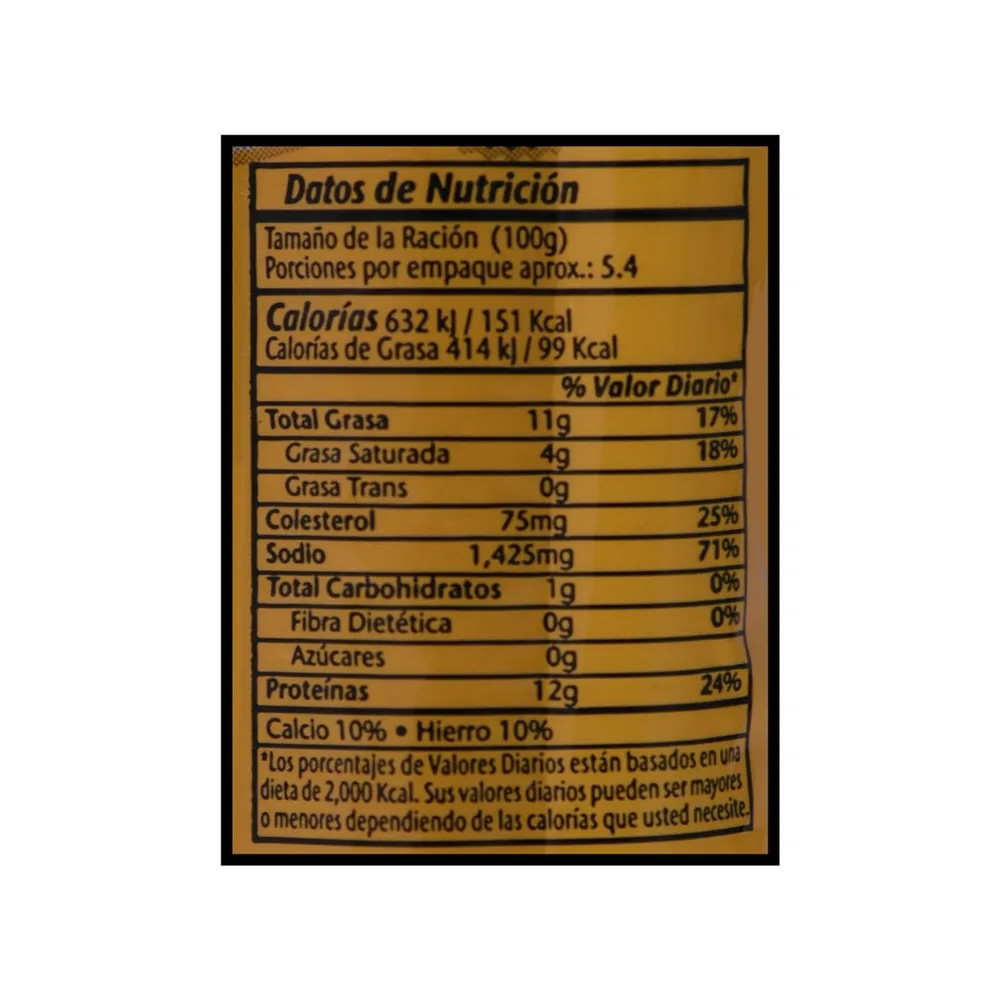 Datos de Nutrición
Tamaño de la Ración (100g)
Porciones por empaque aprox.: 5.4
Calorías 632 kJ / 151 Kcal
Calorías de Grasa 414 kJ / 99 Kcal
% Valor Diario*
Total Grasa 11g 17%
Grasa Saturada 4g 18%
Grasa Trans 0g
Colesterol 75mg 25%
Sodio 1,425mg 71%
Total Carbohidratos 1g 0%
Fibra Dietética 0g 0%
Azúcares 0g
Proteínas 12g 24%
Calcio 10% • Hierro 10%
*Los porcentajes de Valores Diarios están basados en una
dieta de 2,000 Kcal. Sus valores diarios pueden ser mayores
o menores dependiendo de las calorías que usted necesite.